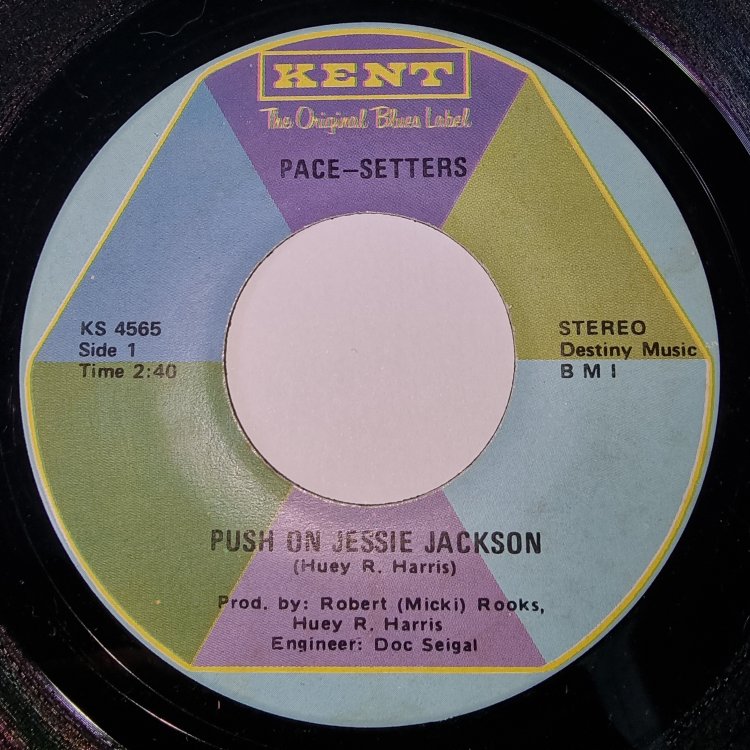 KENT
The Original Blues Label
PACE-SETTERS
KS 4565
Side 1
Time 2:40
STEREO
Destiny Music
B M I
PUSH ON JESSIE JACKSON
(Huey R. Harris)
Prod. by: Robert (Micki) Rooks,
Huey R. Harris
Engineer: Doc Seigal